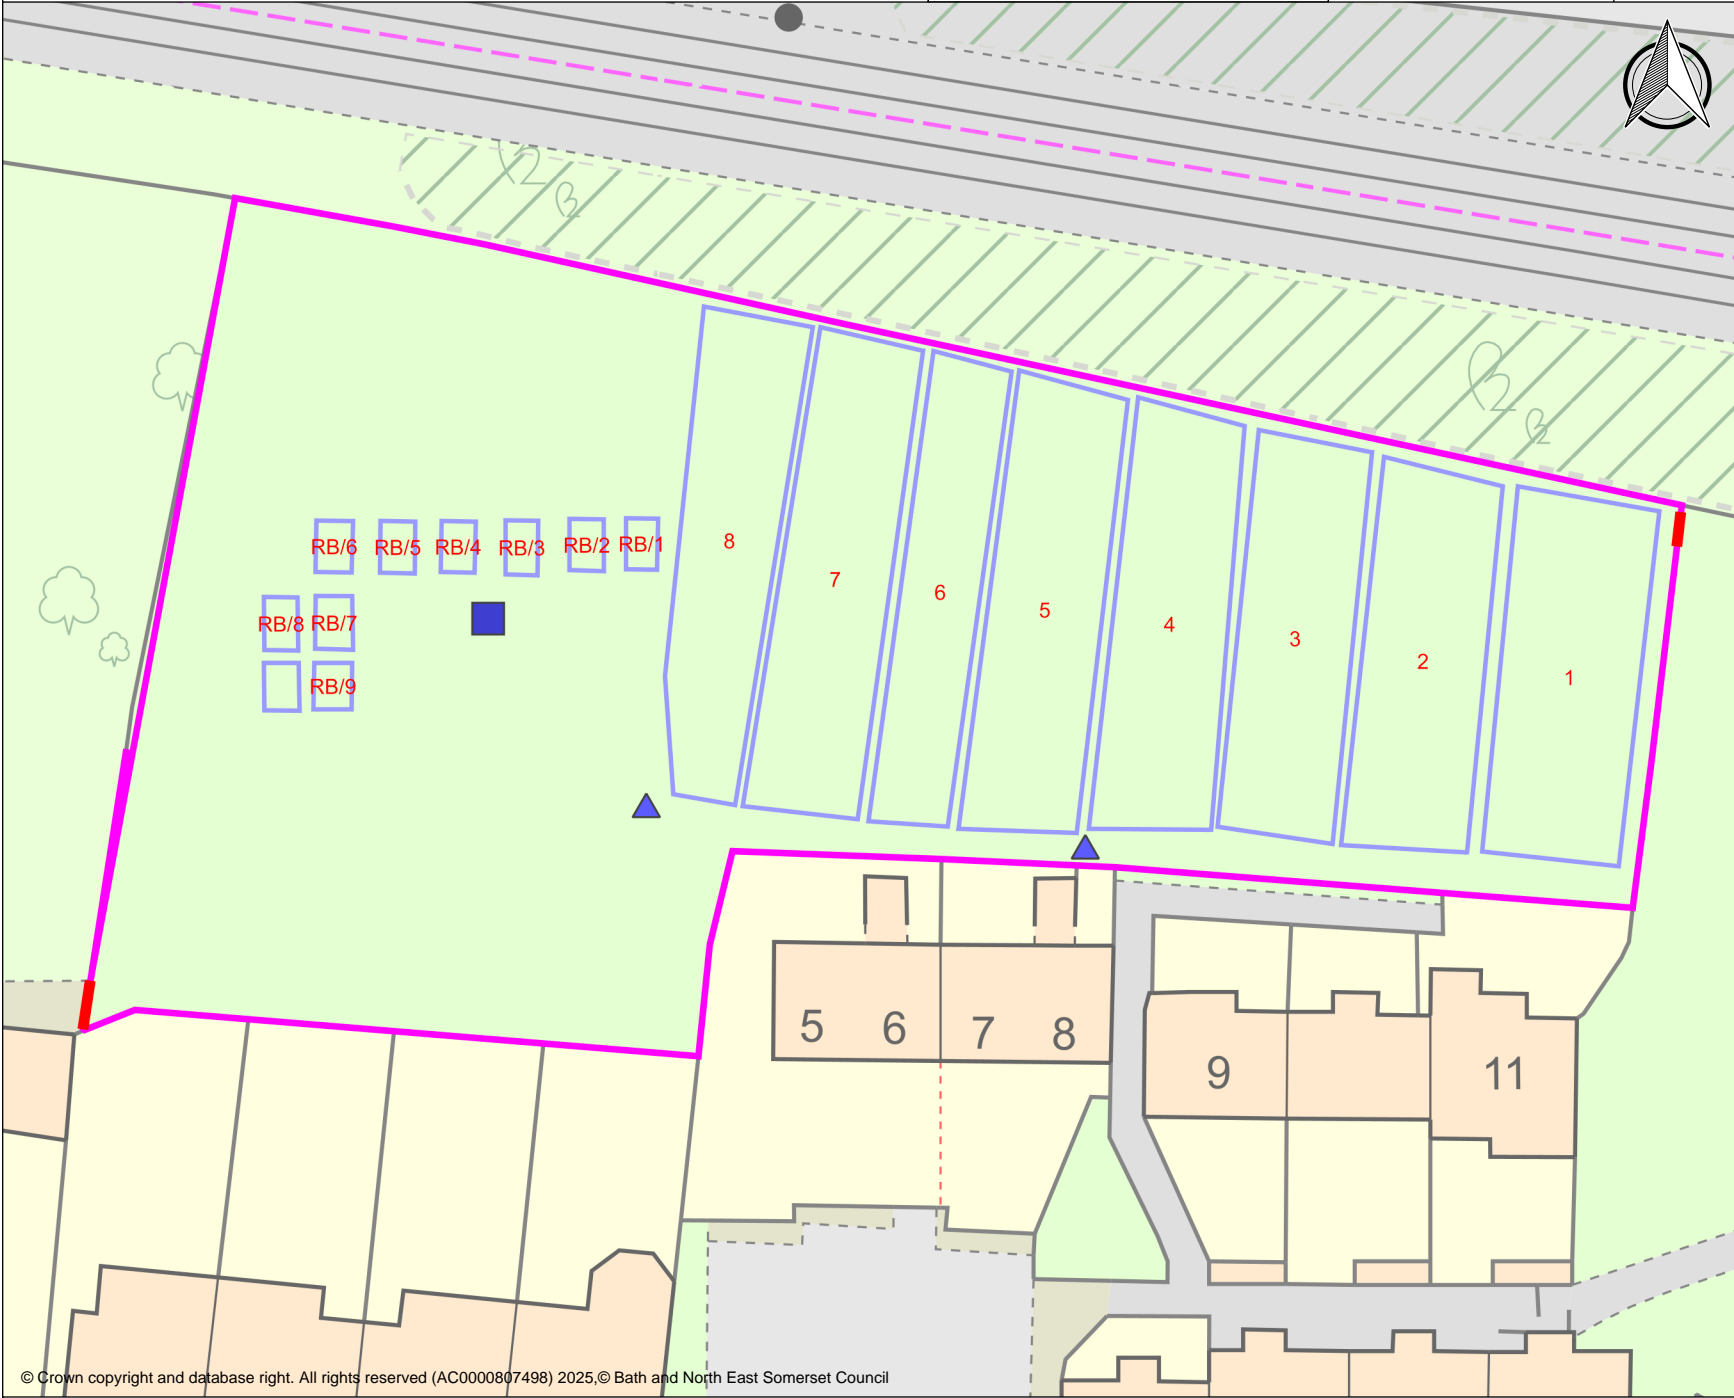 8
7
6
5
4
3
2
1
RB/6 RB/5 RB/4 RB/3 RB/2 RB/1
RB/8 RB/7
RB/9
5 6 7 8
9 11
© Crown copyright and database right. All rights reserved (AC0000807498) 2025,© Bath and North East Somerset Council